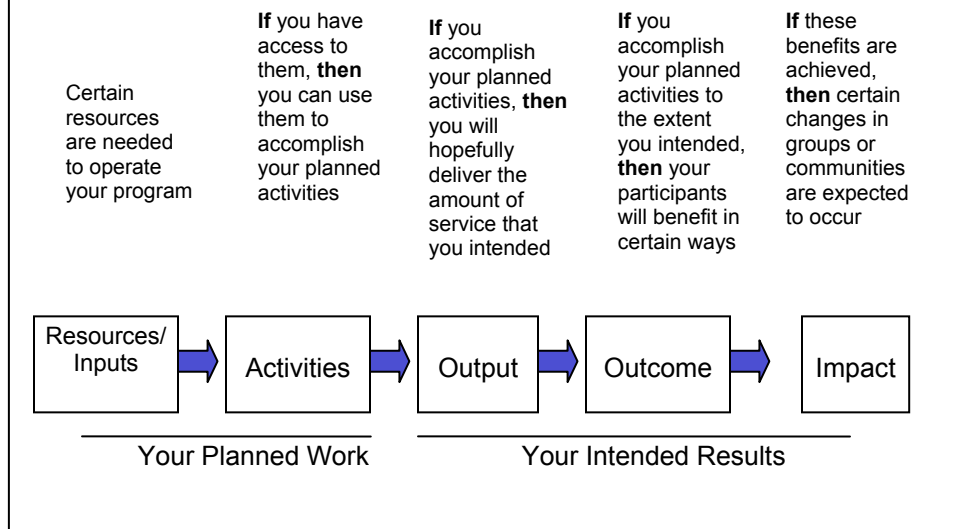 Certain
resources
are needed
to operate
your program
If you have
access to
them, then
you can use
them to
accomplish
your planned
activities
If you
accomplish
your planned
activities, then
you will
hopefully
deliver the
amount of
service that
you intended
If you
accomplish
your planned
activities to
the extent
you intended,
then your
participants
will benefit in
certain ways
If these
benefits are
achieved,
then certain
changes in
groups or
communities
are expected
to occur
Resources/
Inputs
Activities
Output
Outcome
Impact
Your Planned Work
Your Intended Results